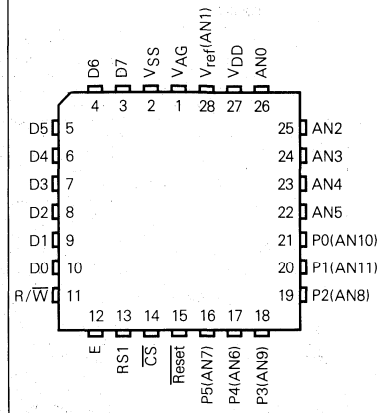 D6 D7 VSS VAG Vref(AN1) VDD AN0
4 3 2 1 28 27 26
D5 5 25 AN2
D4 6 24 AN3
D3 7 23 AN4
D2 8 22 AN5
D1 9 21 P0(AN10)
D0 10 20 P1(AN11)
R/W̅ 11 19 P2(AN8)
12 13 14 15 16 17 18
E RS1 C̅S̅ R̅e̅s̅e̅t̅ P5(AN7) P4(AN6) P3(AN9)